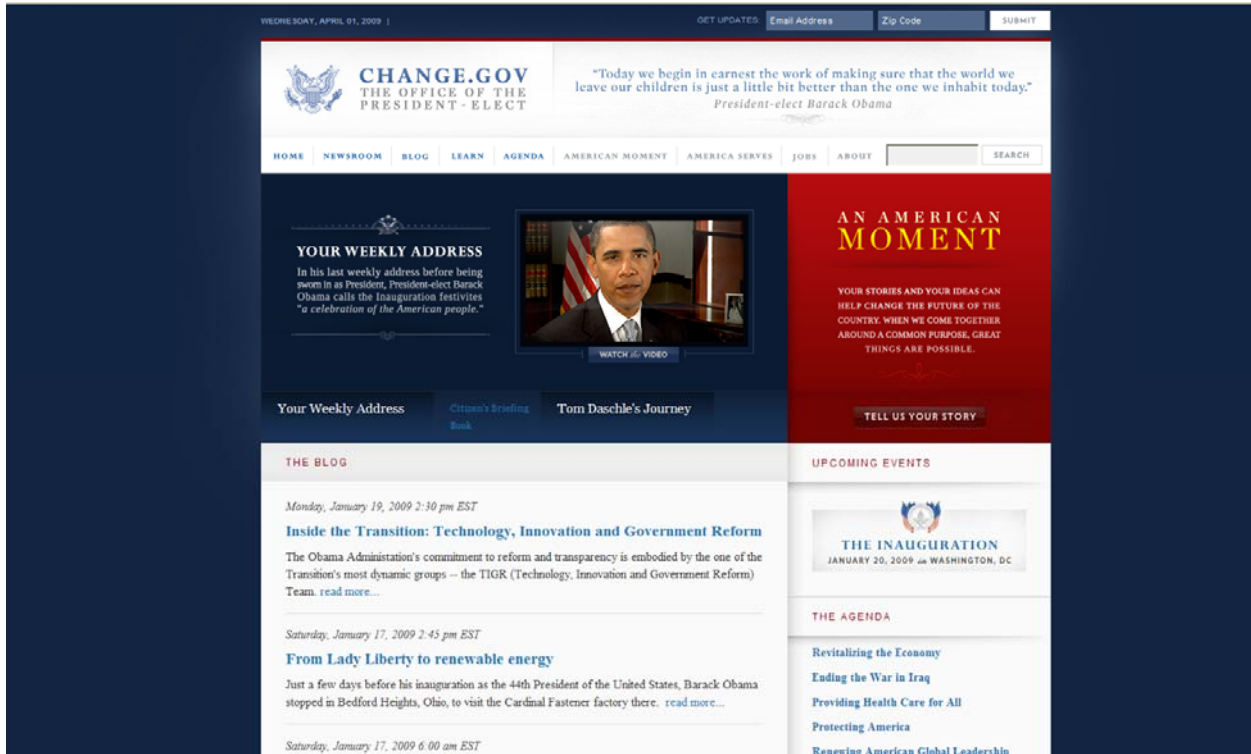 WEDNESDAY, APRIL 01, 2009 |
GET UPDATES: Email Address Zip Code SUBMIT
CHANGE.GOV
THE OFFICE OF THE
PRESIDENT-ELECT
"Today we begin in earnest the work of making sure that the world we
leave our children is just a little bit better than the one we inhabit today."
President-elect Barack Obama
HOME NEWSROOM BLOG LEARN AGENDA AMERICAN MOMENT AMERICA SERVES JOBS ABOUT SEARCH
YOUR WEEKLY ADDRESS
In his last weekly address before being
sworn in as President, President-elect Barack
Obama calls the Inauguration festivites
"a celebration of the American people."
WATCH the VIDEO
AN AMERICAN
MOMENT
YOUR STORIES AND YOUR IDEAS CAN
HELP CHANGE THE FUTURE OF THE
COUNTRY. WHEN WE COME TOGETHER
AROUND A COMMON PURPOSE, GREAT
THINGS ARE POSSIBLE.
TELL US YOUR STORY
Your Weekly Address
Citizen's Briefing
Book
Tom Daschle's Journey
THE BLOG
Monday, January 19, 2009 2:30 pm EST
Inside the Transition: Technology, Innovation and Government Reform
The Obama Administation's commitment to reform and transparency is embodied by the one of the
Transition's most dynamic groups -- the TIGR (Technology, Innovation and Government Reform)
Team. read more...
Saturday, January 17, 2009 2:45 pm EST
From Lady Liberty to renewable energy
Just a few days before his inauguration as the 44th President of the United States, Barack Obama
stopped in Bedford Heights, Ohio, to visit the Cardinal Fastener factory there. read more...
Saturday, January 17, 2009 6:00 am EST
UPCOMING EVENTS
THE INAUGURATION
JANUARY 20, 2009 in WASHINGTON, DC
THE AGENDA
Revitalizing the Economy
Ending the War in Iraq
Providing Health Care for All
Protecting America
Renewing American Global Leadership